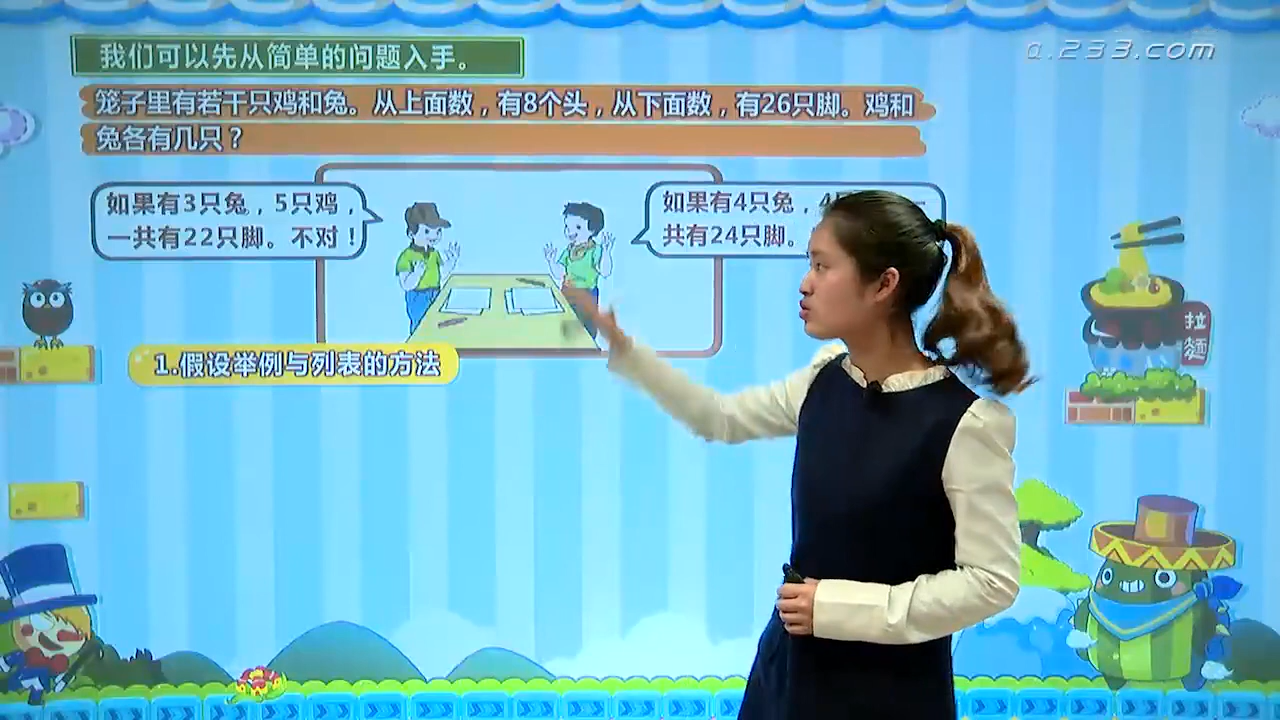 我们可以先从简单的问题入手。
α.233.com
笼子里有若干只鸡和兔。从上面数，有8个头，从下面数，有26只脚。鸡和
兔各有几只？
如果有3只兔，5只鸡，
一共有22只脚。不对！
如果有4只兔，4
共有24只脚。
1.假设举例与列表的方法
拉
麵